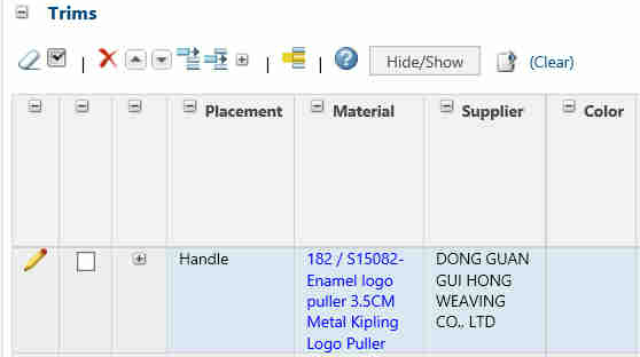 Trims
Hide/Show
(Clear)
Placement
Material
Supplier
Color
Handle
182 / S15082-
Enamel logo
puller 3.5CM
Metal Kipling
Logo Puller
DONG GUAN
GUI HONG
WEAVING
CO., LTD